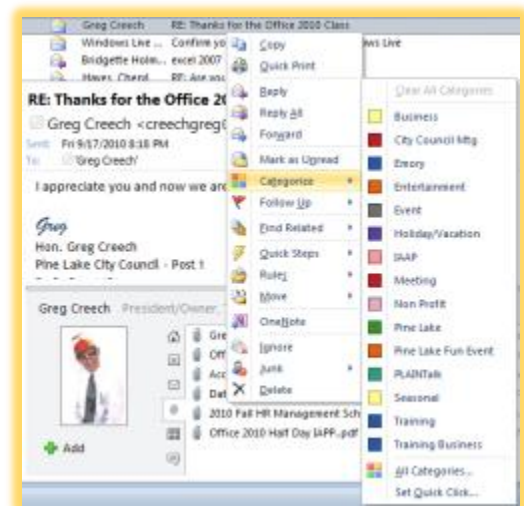 Greg Creech RE: Thanks for the Office 2010 Class
Windows Live ... Confirm yo
ws Live
Bridgette Holm... excel 2007
Hayes, Cheryl RE: Are you
RE: Thanks for the Office 20
Greg Creech <creechgreg@
Sent: Fri 9/17/2010 8:18 PM
To: 'Greg Creech'
I appreciate you and now we are
Greg
Hon. Greg Creech
Pine Lake City Council - Post 1
Greg Creech President/Owner,
Add
Gre
Off
Acc
Dat
2010 Fall HR Management Sch
Office 2010 Half Day IAPP..pdf
Copy
Quick Print
Reply
Reply All
Forward
Mark as Unread
Categorize
Follow Up
Find Related
Quick Steps
Rules
Move
OneNote
Ignore
Junk
Delete
Clear All Categories
Business
City Council Mtg
Emory
Entertainment
Event
Holiday/Vacation
IAAP
Meeting
Non Profit
Pine Lake
Pine Lake Fun Event
PLAINTalk
Seasonal
Training
Training Business
All Categories...
Set Quick Click...